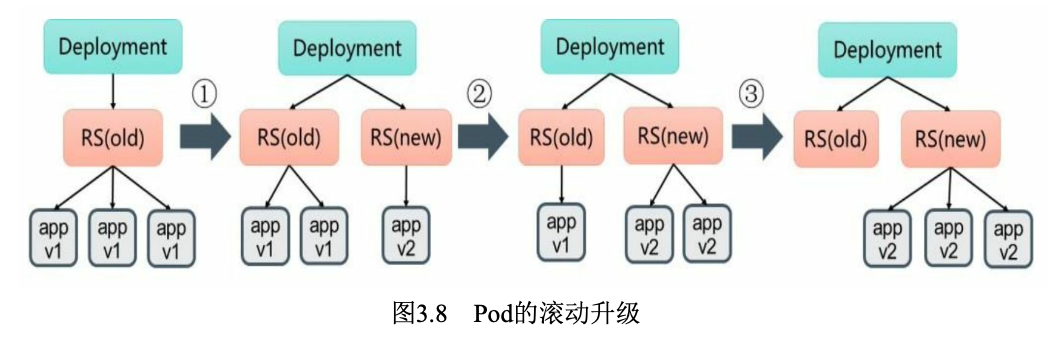 Deployment Deployment Deployment Deployment
① ② ③
RS(old) RS(old) RS(new) RS(old) RS(new) RS(old) RS(new)
app v1 app v1 app v1 app v1 app v1 app v2 app v1 app v2 app v2 app v2 app v2 app v2
图3.8 Pod的滚动升级